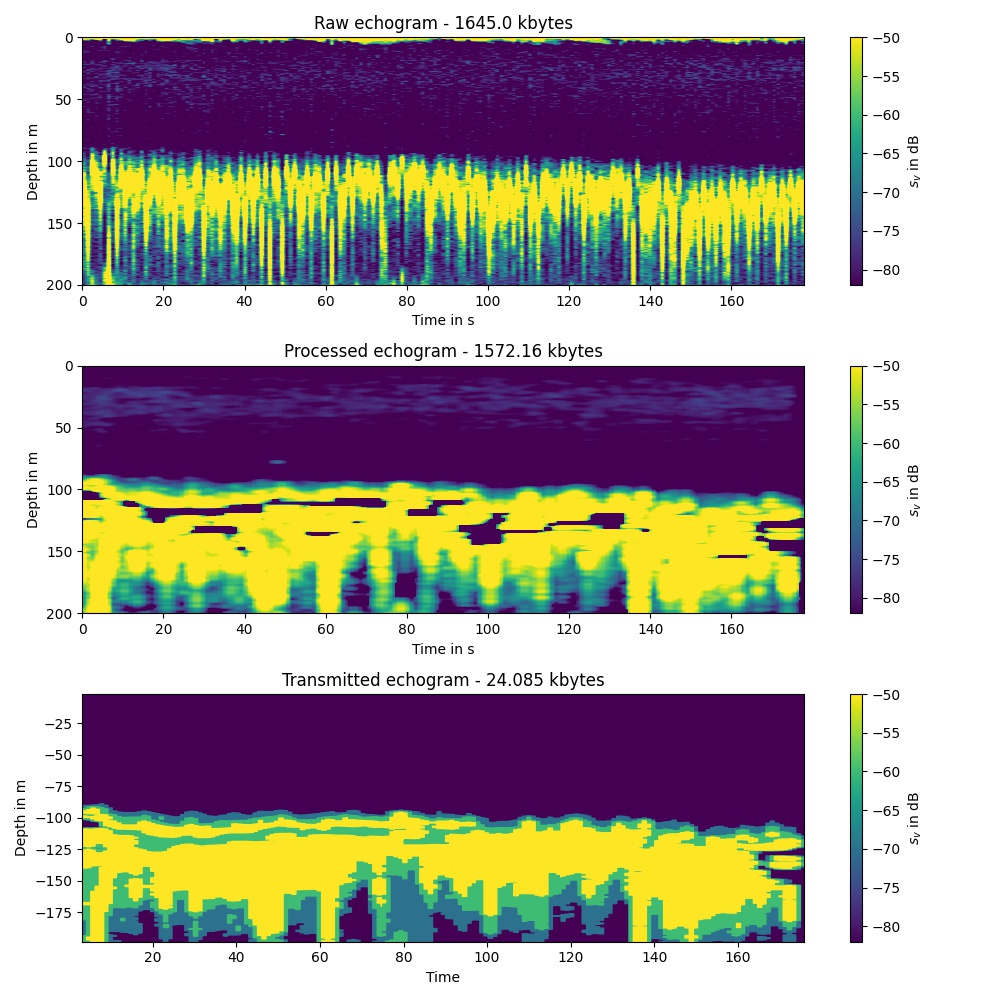 Raw echogram - 1645.0 kbytes
0
50
100
150
200
Depth in m
0 20 40 60 80 100 120 140 160
Time in s
−50
−55
−60
−65
−70
−75
−80
sv in dB
Processed echogram - 1572.16 kbytes
0
50
100
150
200
Depth in m
0 20 40 60 80 100 120 140 160
Time in s
−50
−55
−60
−65
−70
−75
−80
sv in dB
Transmitted echogram - 24.085 kbytes
−25
−50
−75
−100
−125
−150
−175
Depth in m
20 40 60 80 100 120 140 160
Time
−50
−55
−60
−65
−70
−75
−80
sv in dB